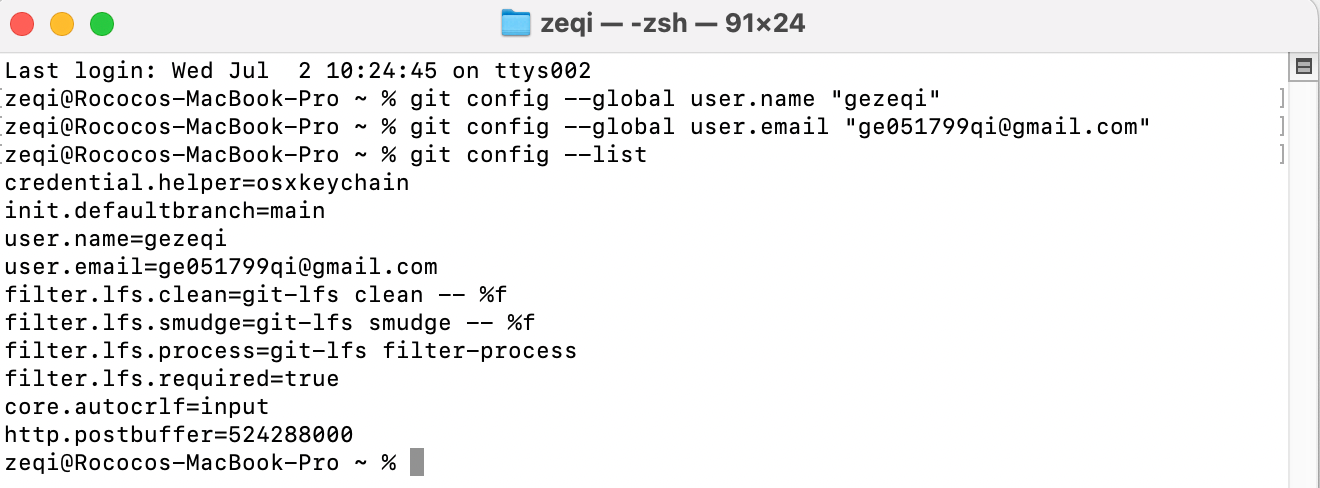 zeqi — -zsh — 91×24
Last login: Wed Jul  2 10:24:45 on ttys002
[zeqi@Rococos-MacBook-Pro ~ % git config --global user.name "gezeqi" ]
[zeqi@Rococos-MacBook-Pro ~ % git config --global user.email "ge051799qi@gmail.com" ]
[zeqi@Rococos-MacBook-Pro ~ % git config --list ]
credential.helper=osxkeychain
init.defaultbranch=main
user.name=gezeqi
user.email=ge051799qi@gmail.com
filter.lfs.clean=git-lfs clean -- %f
filter.lfs.smudge=git-lfs smudge -- %f
filter.lfs.process=git-lfs filter-process
filter.lfs.required=true
core.autocrlf=input
http.postbuffer=524288000
zeqi@Rococos-MacBook-Pro ~ %